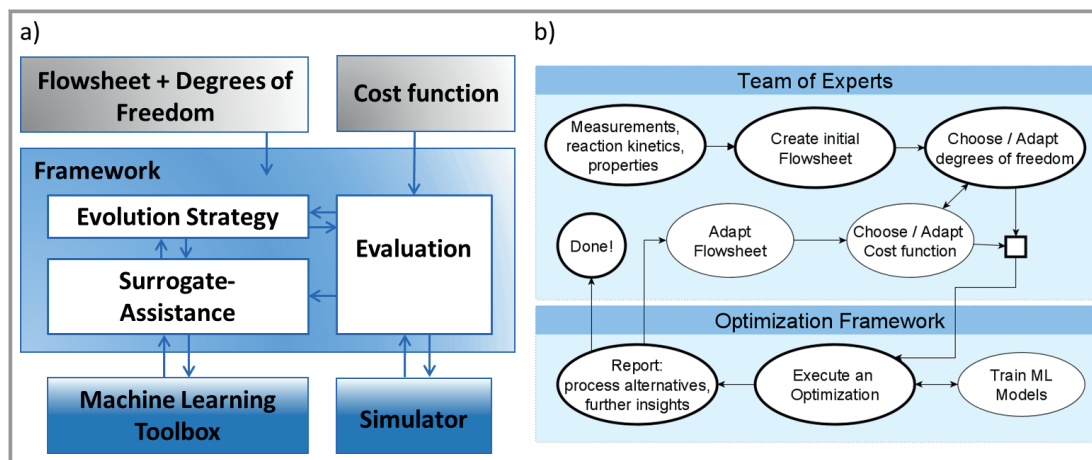 a)
Flowsheet + Degrees of
Freedom
Cost function
Framework
Evolution Strategy
Evaluation
Surrogate-
Assistance
Machine Learning
Toolbox
Simulator
b)
Team of Experts
Measurements,
reaction kinetics,
properties
Create initial
Flowsheet
Choose / Adapt
degrees of freedom
Done!
Adapt
Flowsheet
Choose / Adapt
Cost function
Optimization Framework
Report:
process alternatives,
further insights
Execute an
Optimization
Train ML
Models